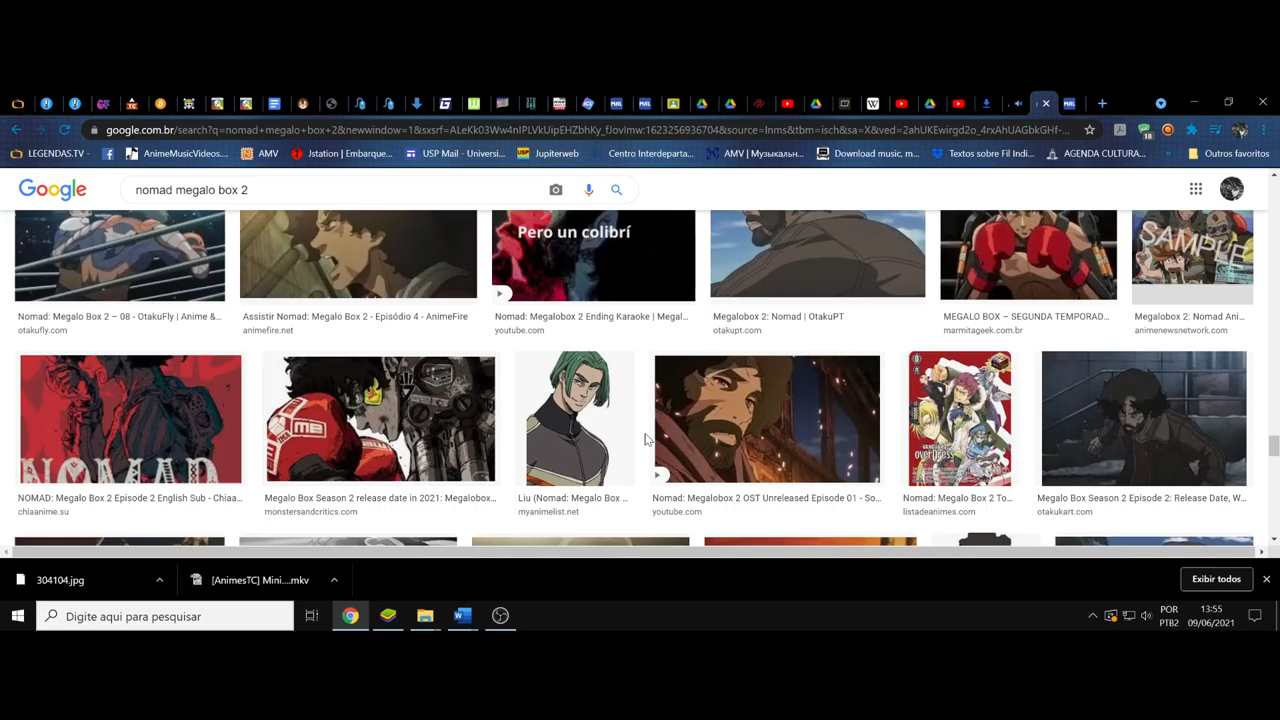 google.com.br/search?q=nomad+megalo+box+2&newwindow=1&sxsrf=ALeKk03Ww4nIPLVkUipEHZbhKy_fJovImw:1623256936704&source=lnms&tbm=isch&sa=X&ved=2ahUKEwirgd2o_4rxAhUAGbkGHf-...
LEGENDAS.TV -
AnimeMusicVideos....
AMV
Jstation | Embarque...
USP Mail - Universi...
Jupiterweb
Centro Interdeparta...
AMV | Музыкальн...
Download music, m...
Textos sobre Fil Indi...
AGENDA CULTURA...
Outros favoritos
Google
nomad megalo box 2
Pero un colibrí
SAMPLE
Nomad: Megalo Box 2 – 08 - OtakuFly | Anime &...
otakufly.com
Assistir Nomad: Megalo Box 2 - Episódio 4 - AnimeFire
animefire.net
Nomad: Megalobox 2 Ending Karaoke | Megal...
youtube.com
Megalobox 2: Nomad | OtakuPT
otakupt.com
MEGALO BOX – SEGUNDA TEMPORAD...
marmitageek.com.br
Megalobox 2: Nomad Ani...
animenewsnetwork.com
NOMAD
MB
overDress
NOMAD: Megalo Box 2 Episode 2 English Sub - Chiaa...
chiaanime.su
Megalo Box Season 2 release date in 2021: Megalobox...
monstersandcritics.com
Liu (Nomad: Megalo Box ...
myanimelist.net
Nomad: Megalobox 2 OST Unreleased Episode 01 - So...
youtube.com
Nomad: Megalo Box 2 To...
listadeanimes.com
Megalo Box Season 2 Episode 2: Release Date, W...
otakukart.com
304104.jpg
[AnimesTC] Mini....mkv
Exibir todos
Digite aqui para pesquisar
POR
PTB2
13:55
09/06/2021